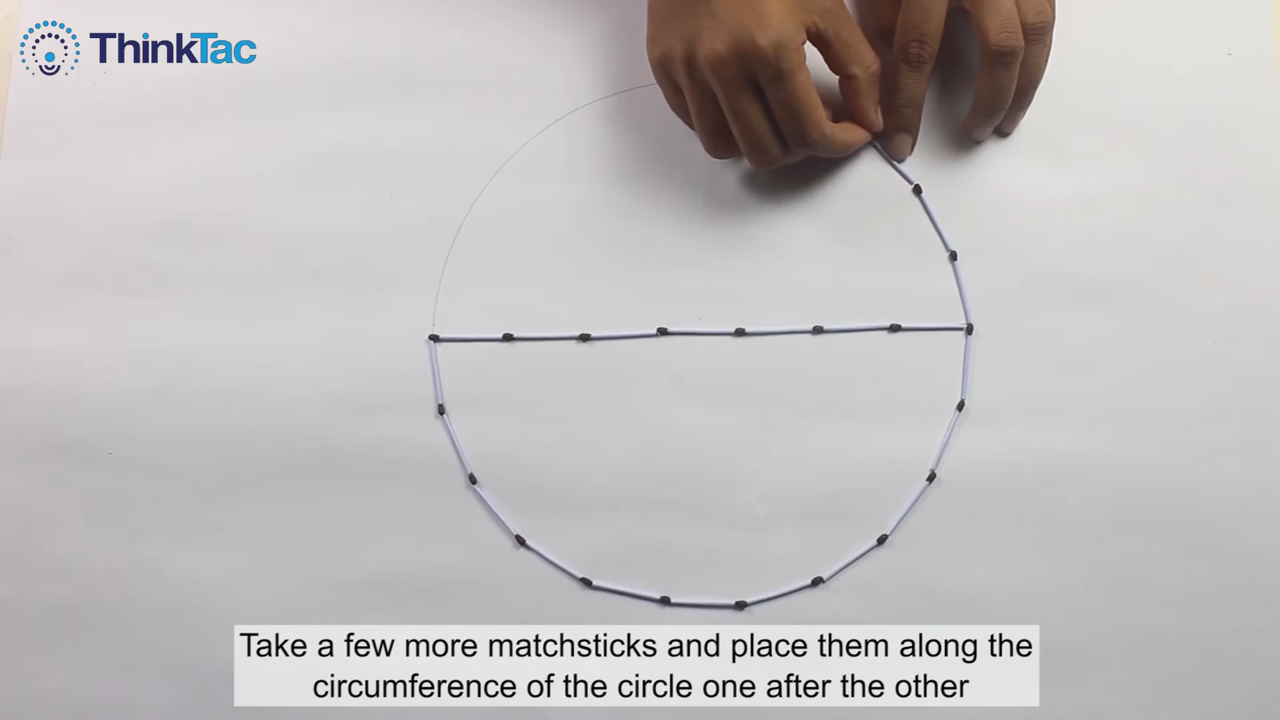 ThinkTac
Take a few more matchsticks and place them along the
circumference of the circle one after the other